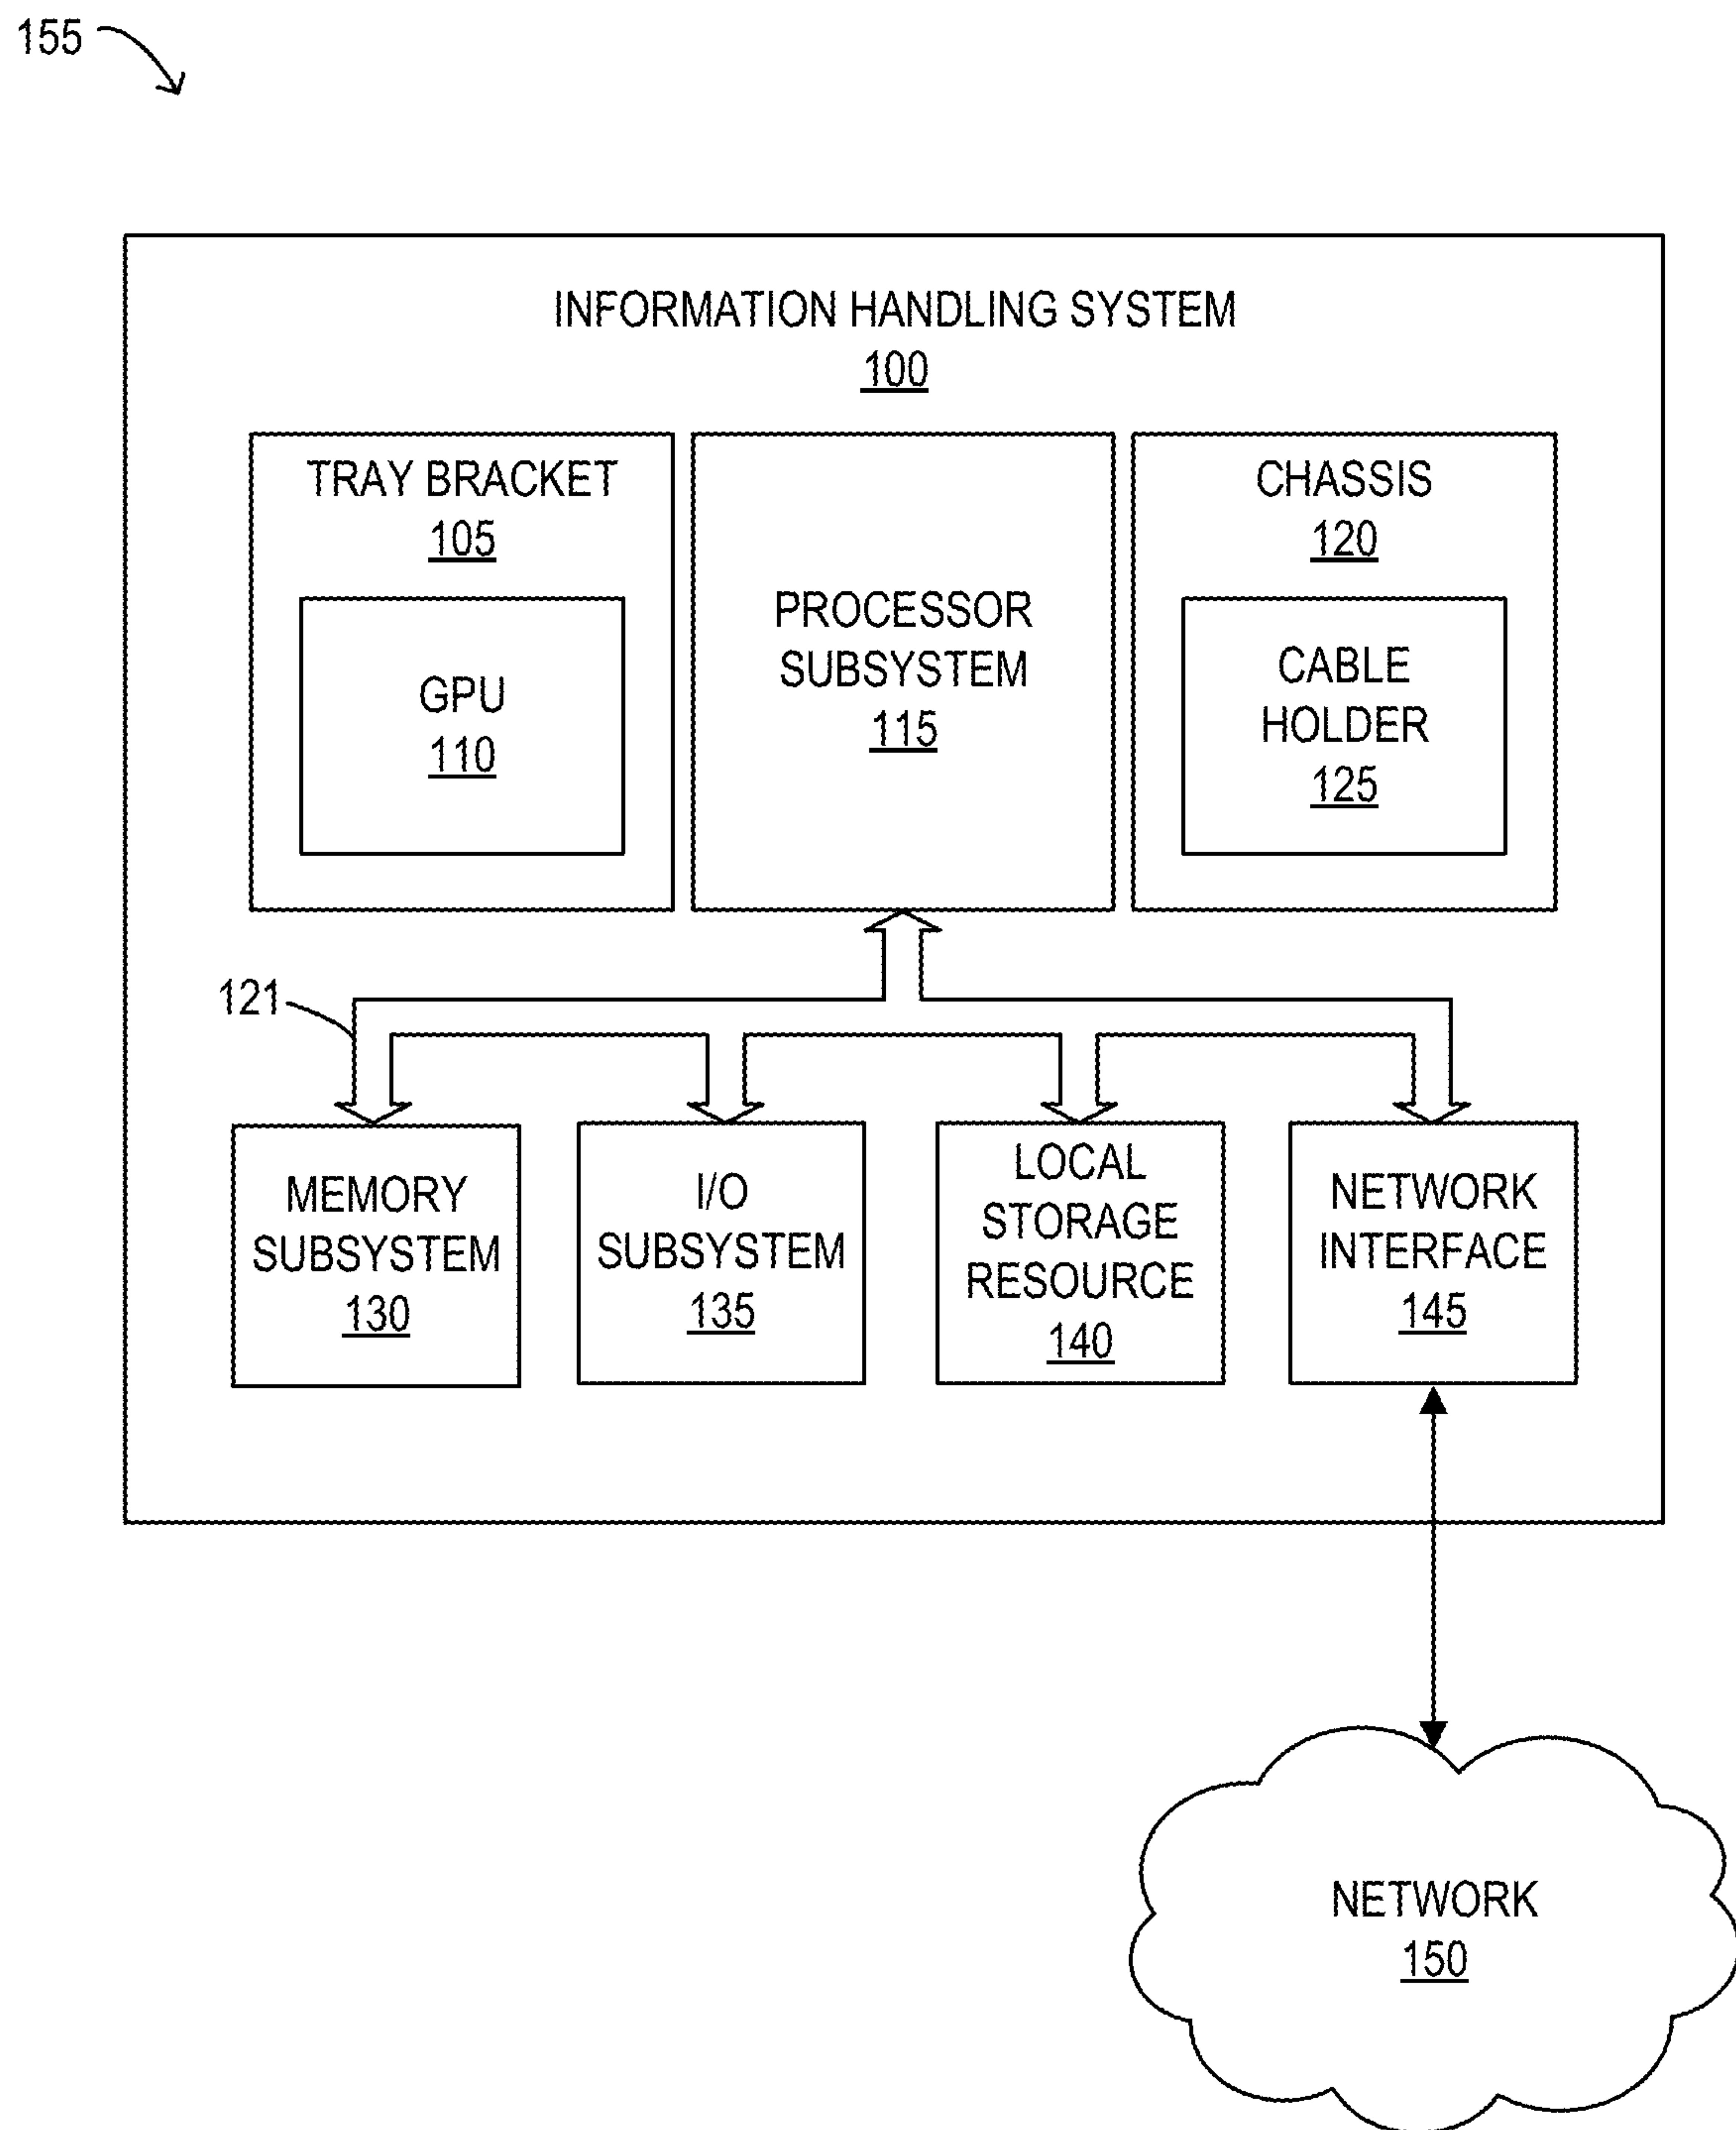 155
INFORMATION HANDLING SYSTEM
100
TRAY BRACKET
105
GPU
110
PROCESSOR
SUBSYSTEM
115
CHASSIS
120
CABLE
HOLDER
125
121
MEMORY
SUBSYSTEM
130
I/O
SUBSYSTEM
135
LOCAL
STORAGE
RESOURCE
140
NETWORK
INTERFACE
145
NETWORK
150